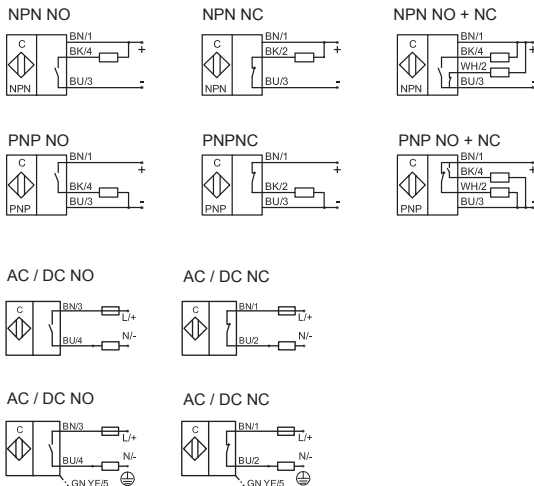 NPN NO NPN NC NPN NO + NC
C BN/1 BK/4 + NPN BU/3 -
C BN/1 BK/2 + NPN BU/3 -
C BN/1 BK/4 + WH/2 NPN BU/3 -
PNP NO PNPNC PNP NO + NC
C BN/1 + BK/4 PNP BU/3 -
C BN/1 + BK/2 PNP BU/3 -
C BN/1 + BK/4 WH/2 PNP BU/3 -
AC / DC NO AC / DC NC
C BN/3 L/+ BU/4 N/-
C BN/1 L/+ BU/2 N/-
AC / DC NO AC / DC NC
C BN/3 L/+ BU/4 N/- GN YE/5
C BN/1 L/+ BU/2 N/- GN YE/5